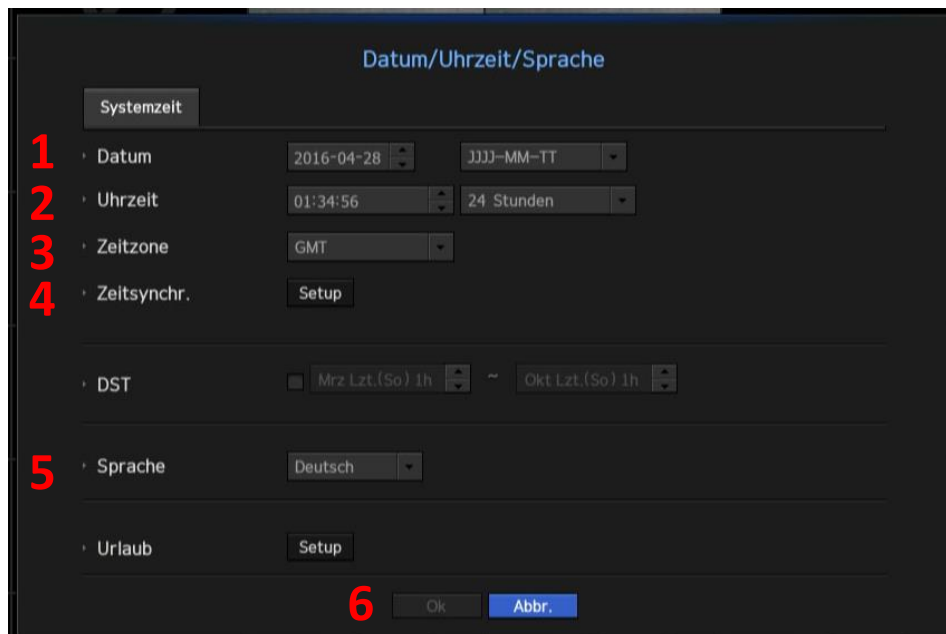 Datum/Uhrzeit/Sprache
Systemzeit
1 Datum 2016-04-28 JJJJ-MM-TT
2 Uhrzeit 01:34:56 24 Stunden
3 Zeitzone GMT
4 Zeitsynchr. Setup
DST Mrz Lzt.(So) 1h ~ Okt Lzt.(So) 1h
5 Sprache Deutsch
Urlaub Setup
6 Ok Abbr.